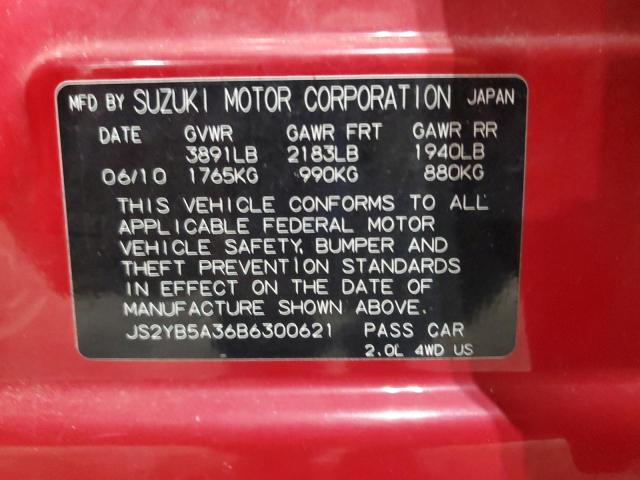 MFD BY SUZUKI MOTOR CORPORATION JAPAN
DATE GVWR GAWR FRT GAWR RR
3891LB 2183LB 1940LB
06/10 1765KG 990KG 880KG
THIS VEHICLE CONFORMS TO ALL
APPLICABLE FEDERAL MOTOR
VEHICLE SAFETY, BUMPER AND
THEFT PREVENTION STANDARDS
IN EFFECT ON THE DATE OF
MANUFACTURE SHOWN ABOVE.
JS2YB5A36B6300621 PASS CAR
2.0L 4WD US